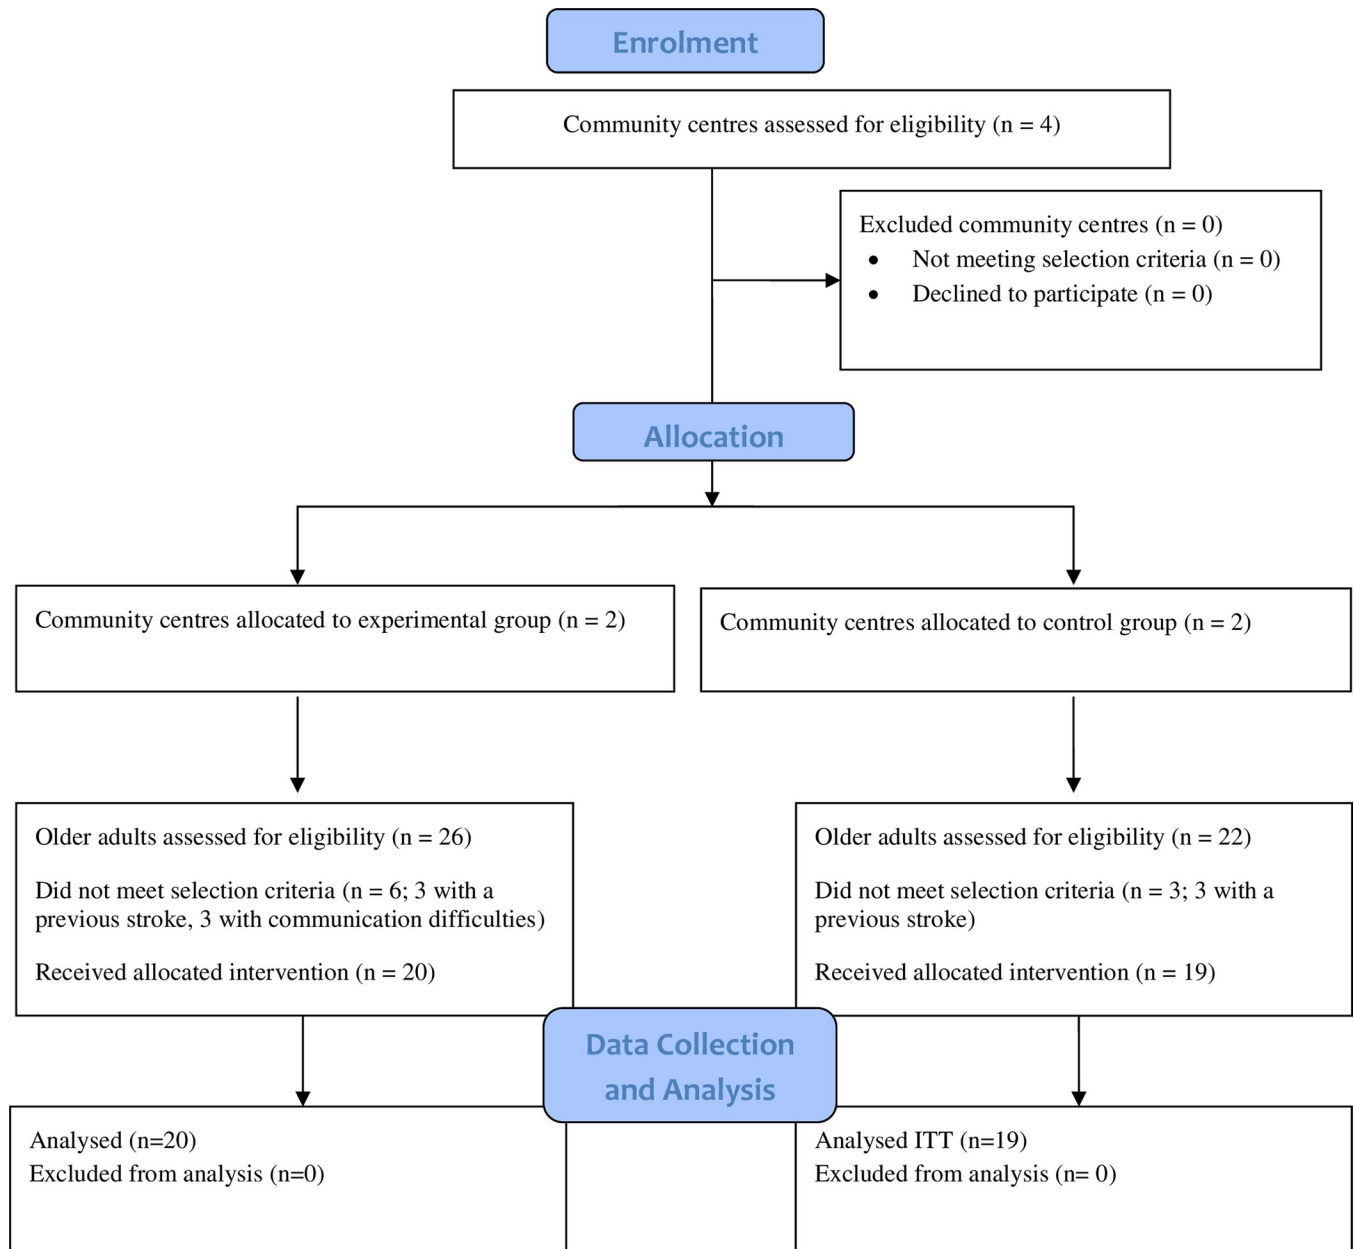 Enrolment
Community centres assessed for eligibility (n = 4)
Excluded community centres (n = 0)
• Not meeting selection criteria (n = 0)
• Declined to participate (n = 0)
Allocation
Community centres allocated to experimental group (n = 2)
Community centres allocated to control group (n = 2)
Older adults assessed for eligibility (n = 26)
Did not meet selection criteria (n = 6; 3 with a
previous stroke, 3 with communication difficulties)
Received allocated intervention (n = 20)
Older adults assessed for eligibility (n = 22)
Did not meet selection criteria (n = 3; 3 with a
previous stroke)
Received allocated intervention (n = 19)
Data Collection
and Analysis
Analysed (n=20)
Excluded from analysis (n=0)
Analysed ITT (n=19)
Excluded from analysis (n= 0)